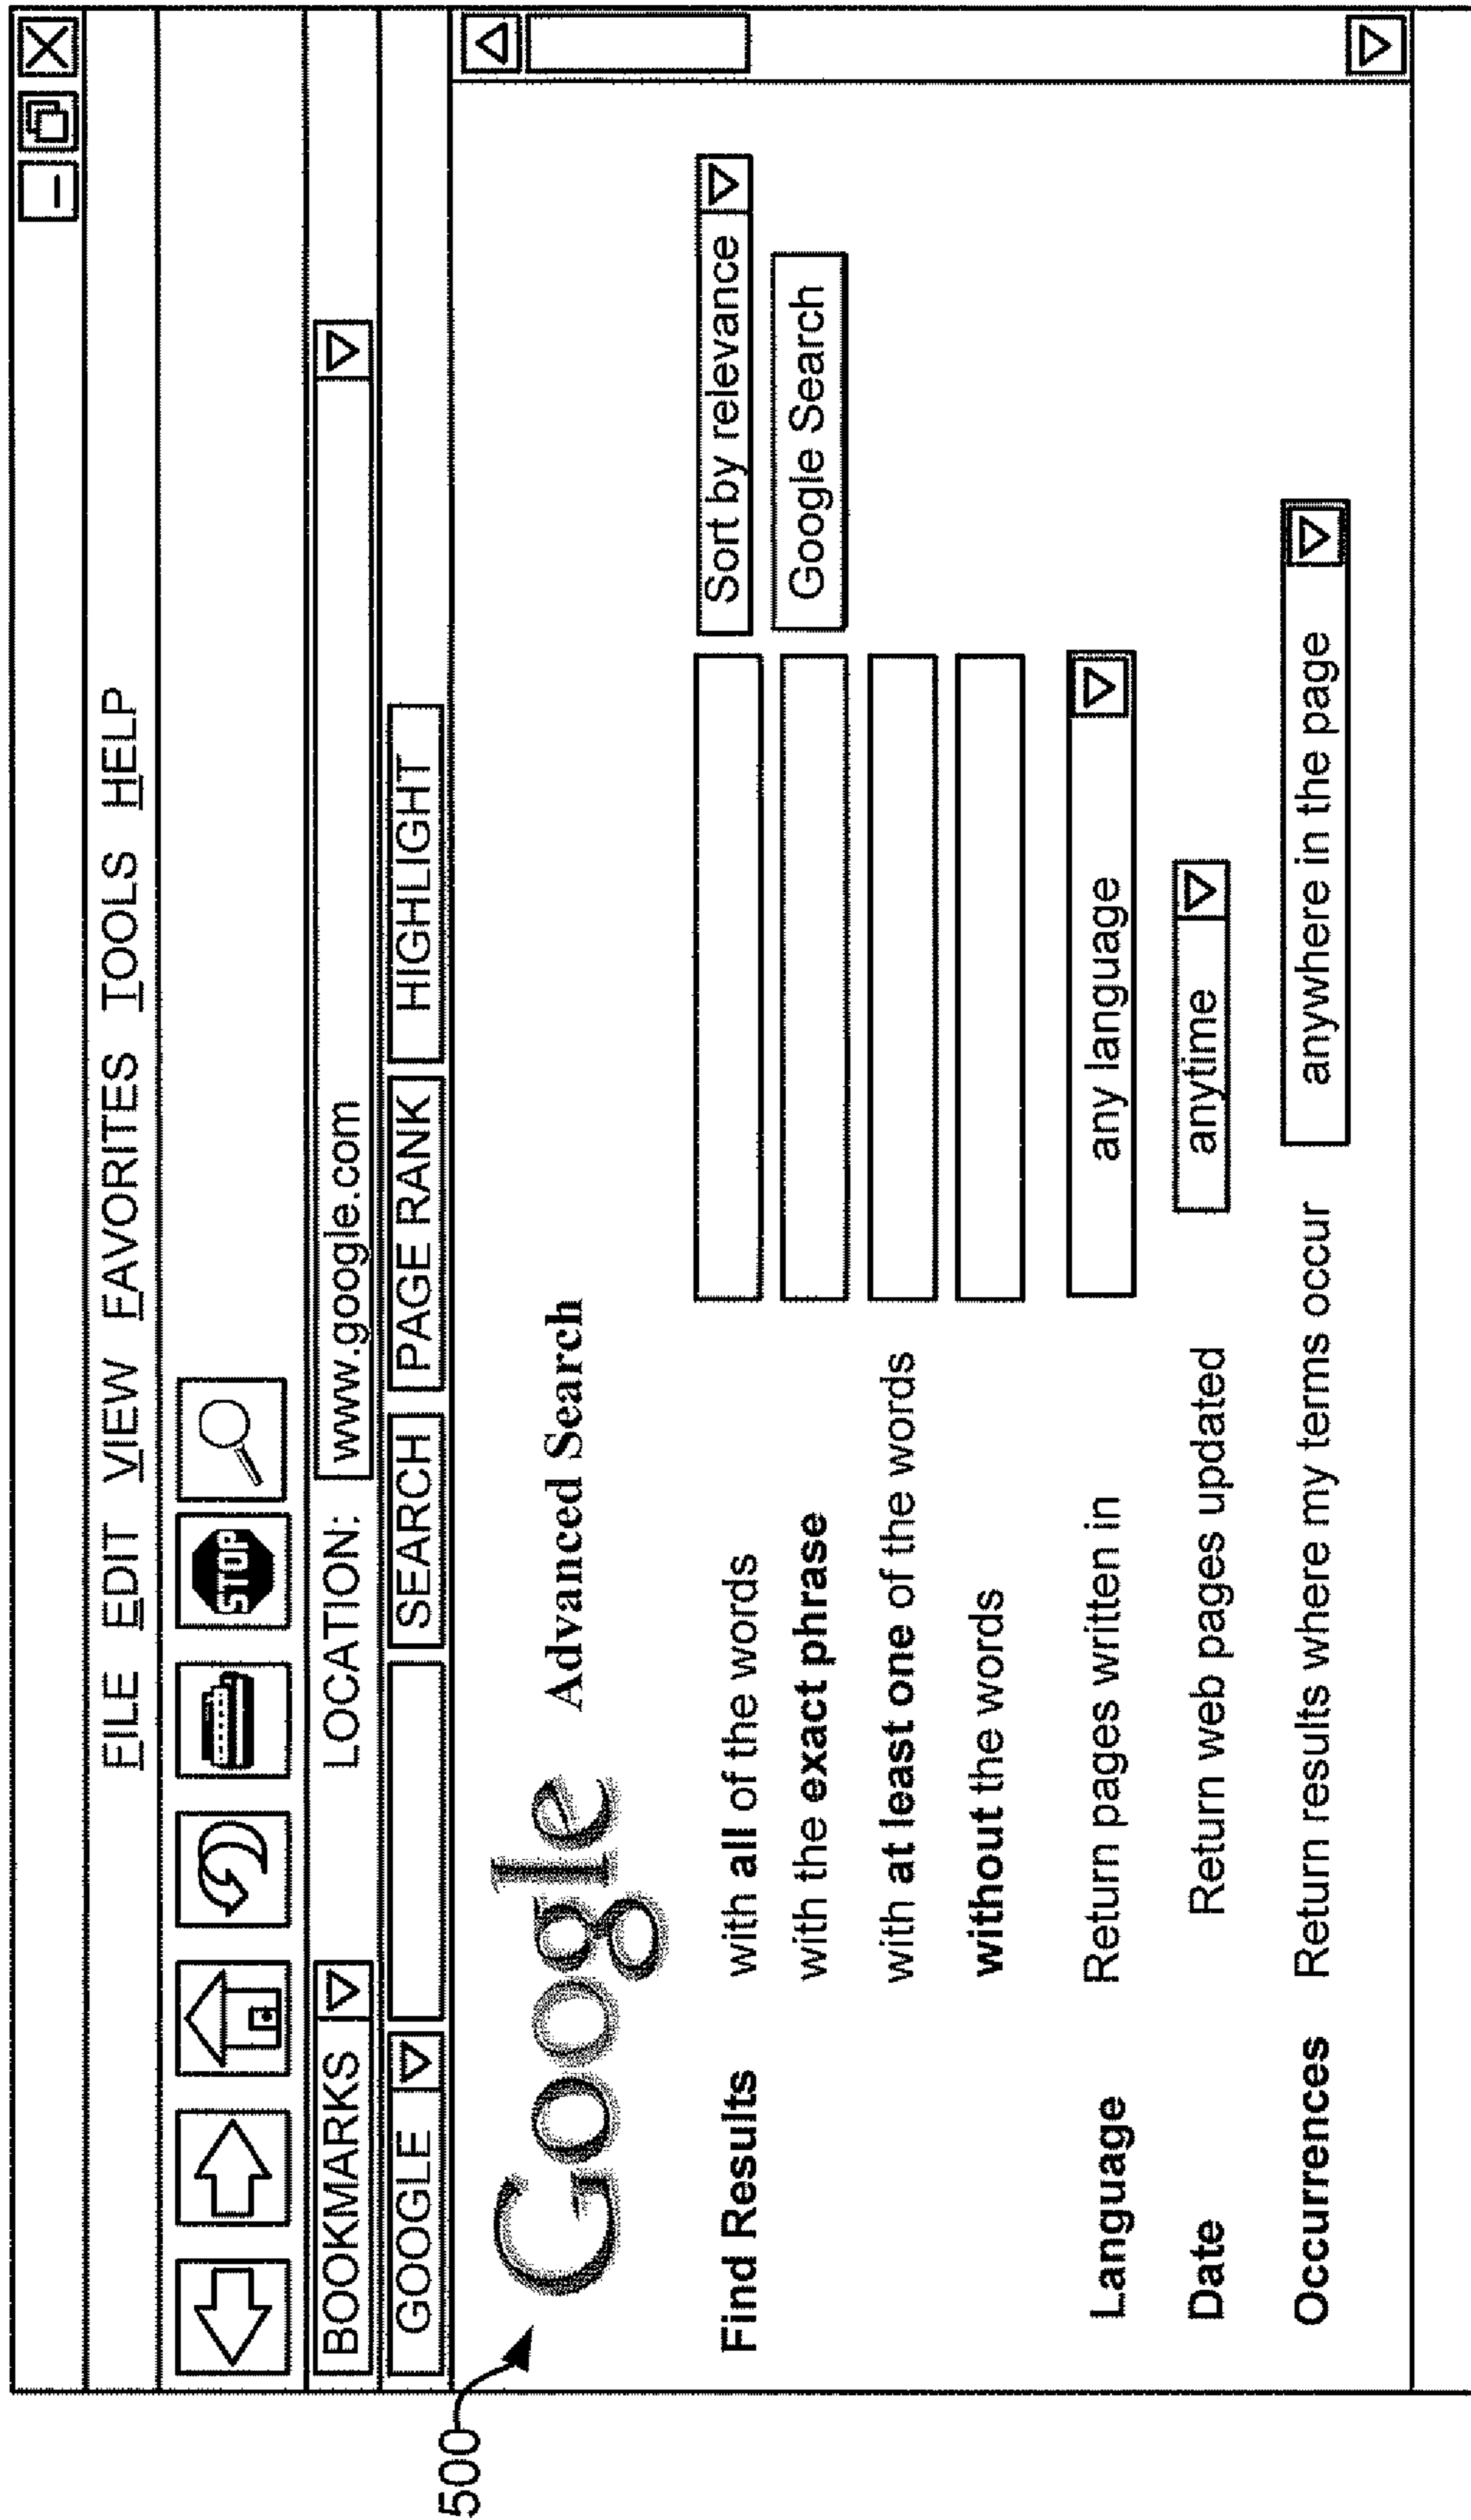 FILE EDIT VIEW FAVORITES TOOLS HELP
STOP
BOOKMARKS LOCATION: www.google.com
GOOGLE SEARCH PAGE RANK HIGHLIGHT
500
Google Advanced Search
Find Results with all of the words Sort by relevance
with the exact phrase Google Search
with at least one of the words
without the words
Language Return pages written in any language
Date Return web pages updated anytime
Occurrences Return results where my terms occur anywhere in the page